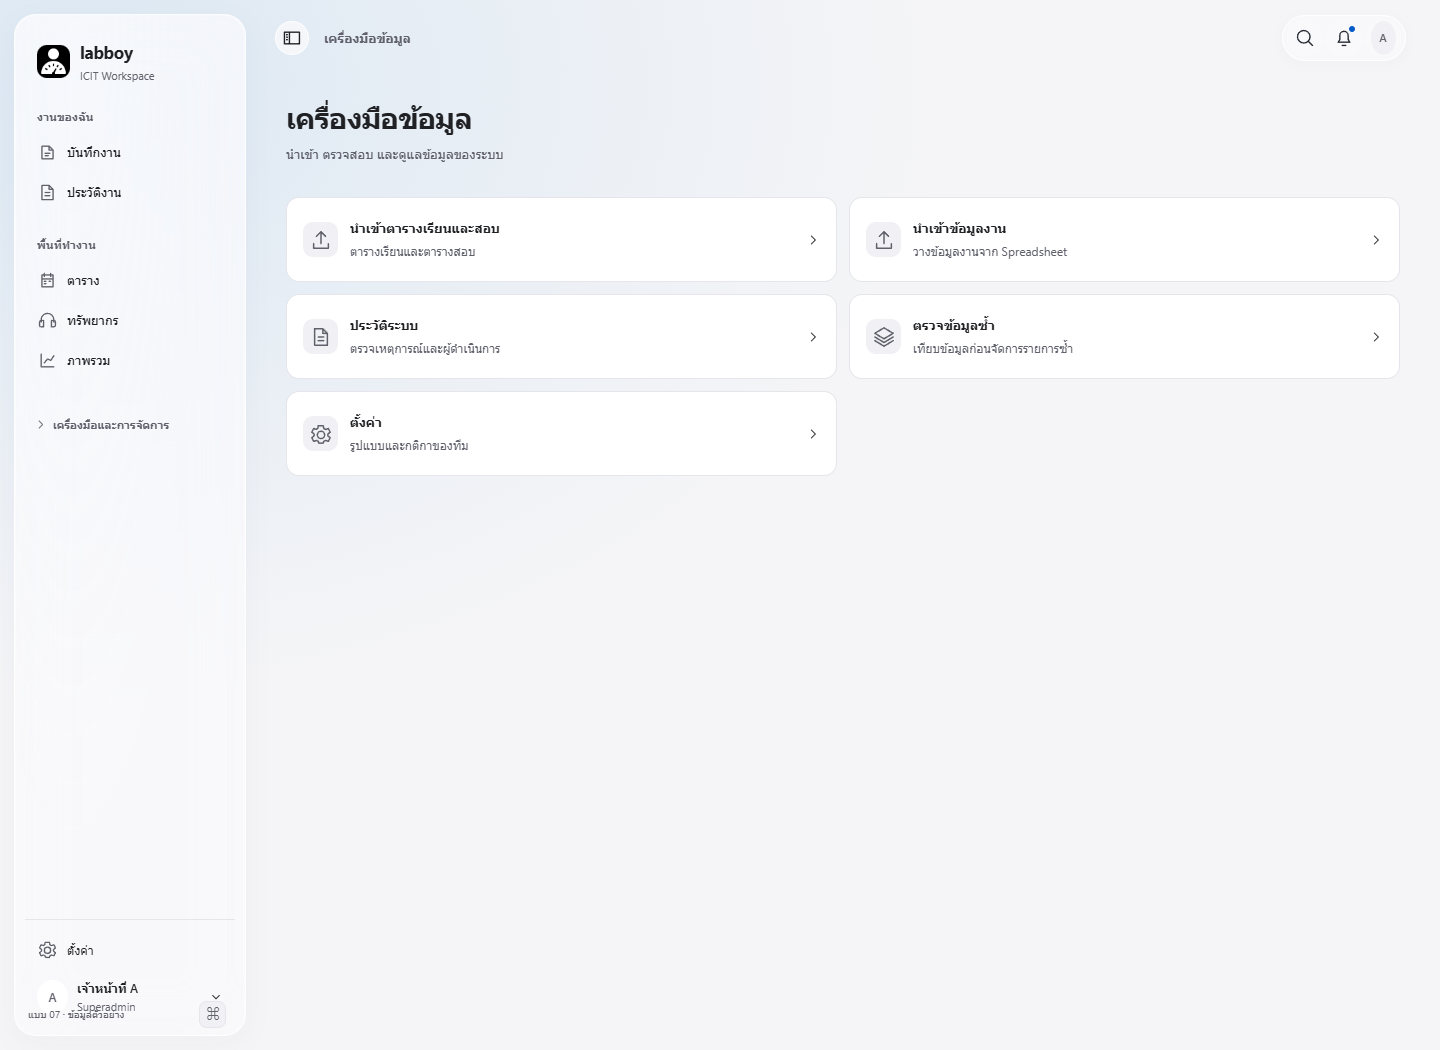 labboy
ICIT Workspace
งานของฉัน
บันทึกงาน
ประวัติงาน
พื้นที่ทำงาน
ตาราง
ทรัพยากร
ภาพรวม
เครื่องมือและการจัดการ
ตั้งค่า
A
เจ้าหน้าที่ A
Superadmin
แบบ 07 · ข้อมูลตัวอย่าง
เครื่องมือข้อมูล
A
เครื่องมือข้อมูล
นำเข้า ตรวจสอบ และดูแลข้อมูลของระบบ
นำเข้าตารางเรียนและสอบ
ตารางเรียนและตารางสอบ
นำเข้าข้อมูลงาน
วางข้อมูลงานจาก Spreadsheet
ประวัติระบบ
ตรวจเหตุการณ์และผู้ดำเนินการ
ตรวจข้อมูลซ้ำ
เทียบข้อมูลก่อนจัดการรายการซ้ำ
ตั้งค่า
รูปแบบและกติกาของทีม